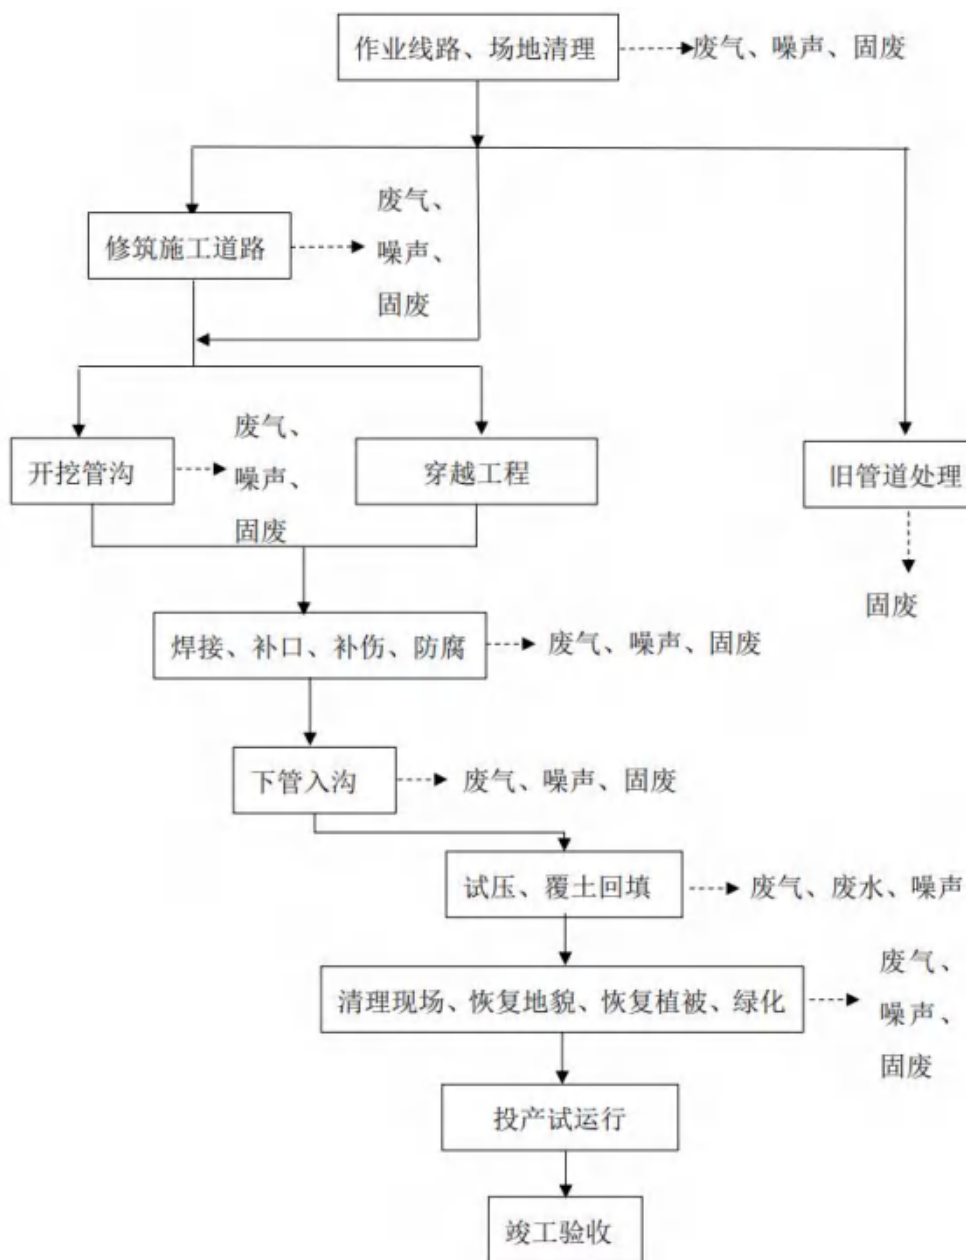 作业线路、场地清理
废气、噪声、固废
修筑施工道路
废气、
噪声、
固废
开挖管沟
废气、
噪声、
固废
穿越工程
旧管道处理
固废
焊接、补口、补伤、防腐
废气、噪声、固废
下管入沟
废气、噪声、固废
试压、覆土回填
废气、废水、噪声
清理现场、恢复地貌、恢复植被、绿化
废气、
噪声、
固废
投产试运行
竣工验收